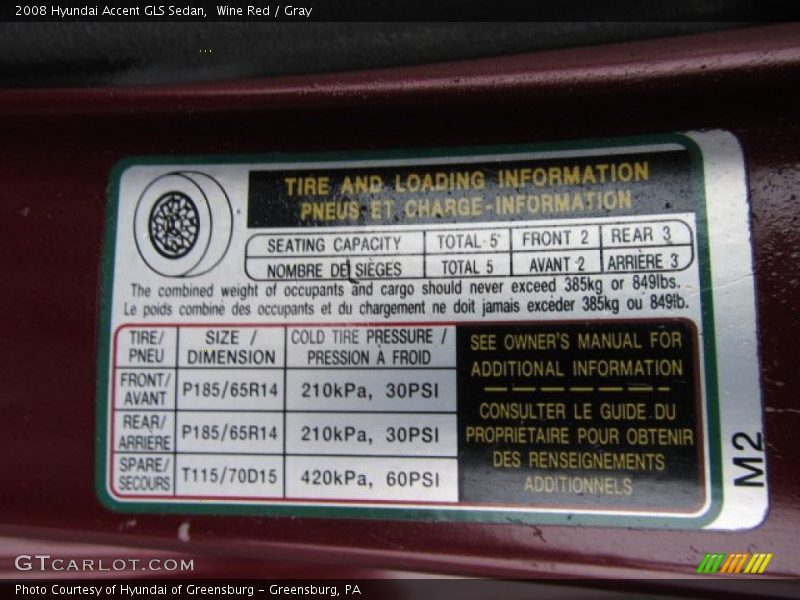 2008 Hyundai Accent GLS Sedan, Wine Red / Gray
TIRE AND LOADING INFORMATION
PNEUS ET CHARGE-INFORMATION
SEATING CAPACITY TOTAL 5 FRONT 2 REAR 3
NOMBRE DE SIÈGES TOTAL 5 AVANT 2 ARRIÈRE 3
The combined weight of occupants and cargo should never exceed 385kg or 849lbs.
Le poids combiné des occupants et du chargement ne doit jamais excéder 385kg ou 849lb.
TIRE/ PNEU SIZE / DIMENSION COLD TIRE PRESSURE / PRESSION À FROID
FRONT/ AVANT P185/65R14 210kPa, 30PSI
REAR/ ARRIÈRE P185/65R14 210kPa, 30PSI
SPARE/ SECOURS T115/70D15 420kPa, 60PSI
SEE OWNER'S MANUAL FOR
ADDITIONAL INFORMATION
CONSULTER LE GUIDE DU
PROPRIÉTAIRE POUR OBTENIR
DES RENSEIGNEMENTS
ADDITIONNELS
M2
GTCARLOT.COM
Photo Courtesy of Hyundai of Greensburg - Greensburg, PA